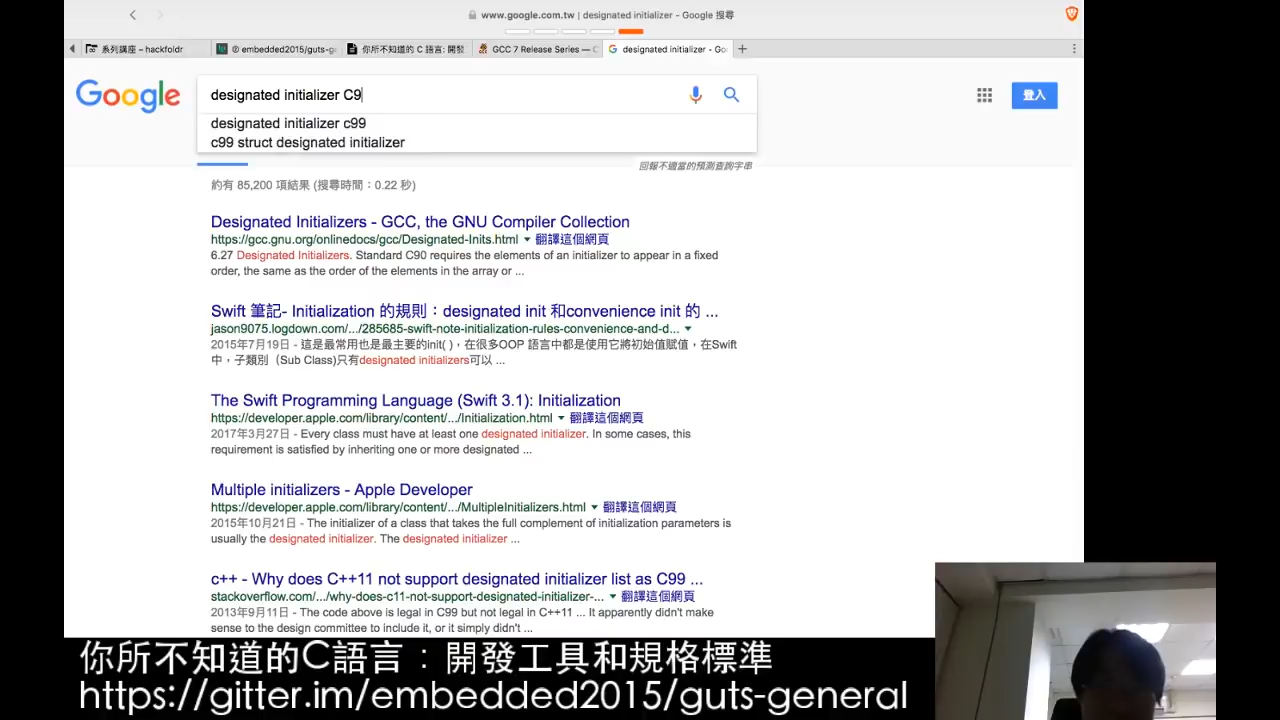 www.google.com.tw | designated initializer - Google 搜尋
系列講座 – hackfoldr
embedded2015/guts-g
你所不知道的 C 語言: 開發
GCC 7 Release Series — C
designated initializer - Go
Google
designated initializer C9
登入
designated initializer c99
c99 struct designated initializer
回報不適當的預測查詢字串
約有 85,200 項結果 (搜尋時間：0.22 秒)
Designated Initializers - GCC, the GNU Compiler Collection
https://gcc.gnu.org/onlinedocs/gcc/Designated-Inits.html ▼ 翻譯這個網頁
6.27 Designated Initializers. Standard C90 requires the elements of an initializer to appear in a fixed
order, the same as the order of the elements in the array or ...
Swift 筆記- Initialization 的規則：designated init 和convenience init 的 ...
jason9075.logdown.com/.../285685-swift-note-initialization-rules-convenience-and-d... ▼
2015年7月19日 - 這是最常用也是最主要的init( )，在很多OOP 語言中都是使用它將初始值賦值，在Swift
中，子類別（Sub Class)只有designated initializers可以 ...
The Swift Programming Language (Swift 3.1): Initialization
https://developer.apple.com/library/content/.../Initialization.html ▼ 翻譯這個網頁
2017年3月27日 - Every class must have at least one designated initializer. In some cases, this
requirement is satisfied by inheriting one or more designated ...
Multiple initializers - Apple Developer
https://developer.apple.com/library/content/.../MultipleInitializers.html ▼ 翻譯這個網頁
2015年10月21日 - The initializer of a class that takes the full complement of initialization parameters is
usually the designated initializer. The designated initializer ...
c++ - Why does C++11 not support designated initializer list as C99 ...
stackoverflow.com/.../why-does-c11-not-support-designated-initializer-... ▼ 翻譯這個網頁
2013年9月11日 - The code above is legal in C99 but not legal in C++11 ... It apparently didn't make
sense to the design committee to include it, or it simply didn't ...
你所不知道的C語言：開發工具和規格標準
https://gitter.im/embedded2015/guts-general